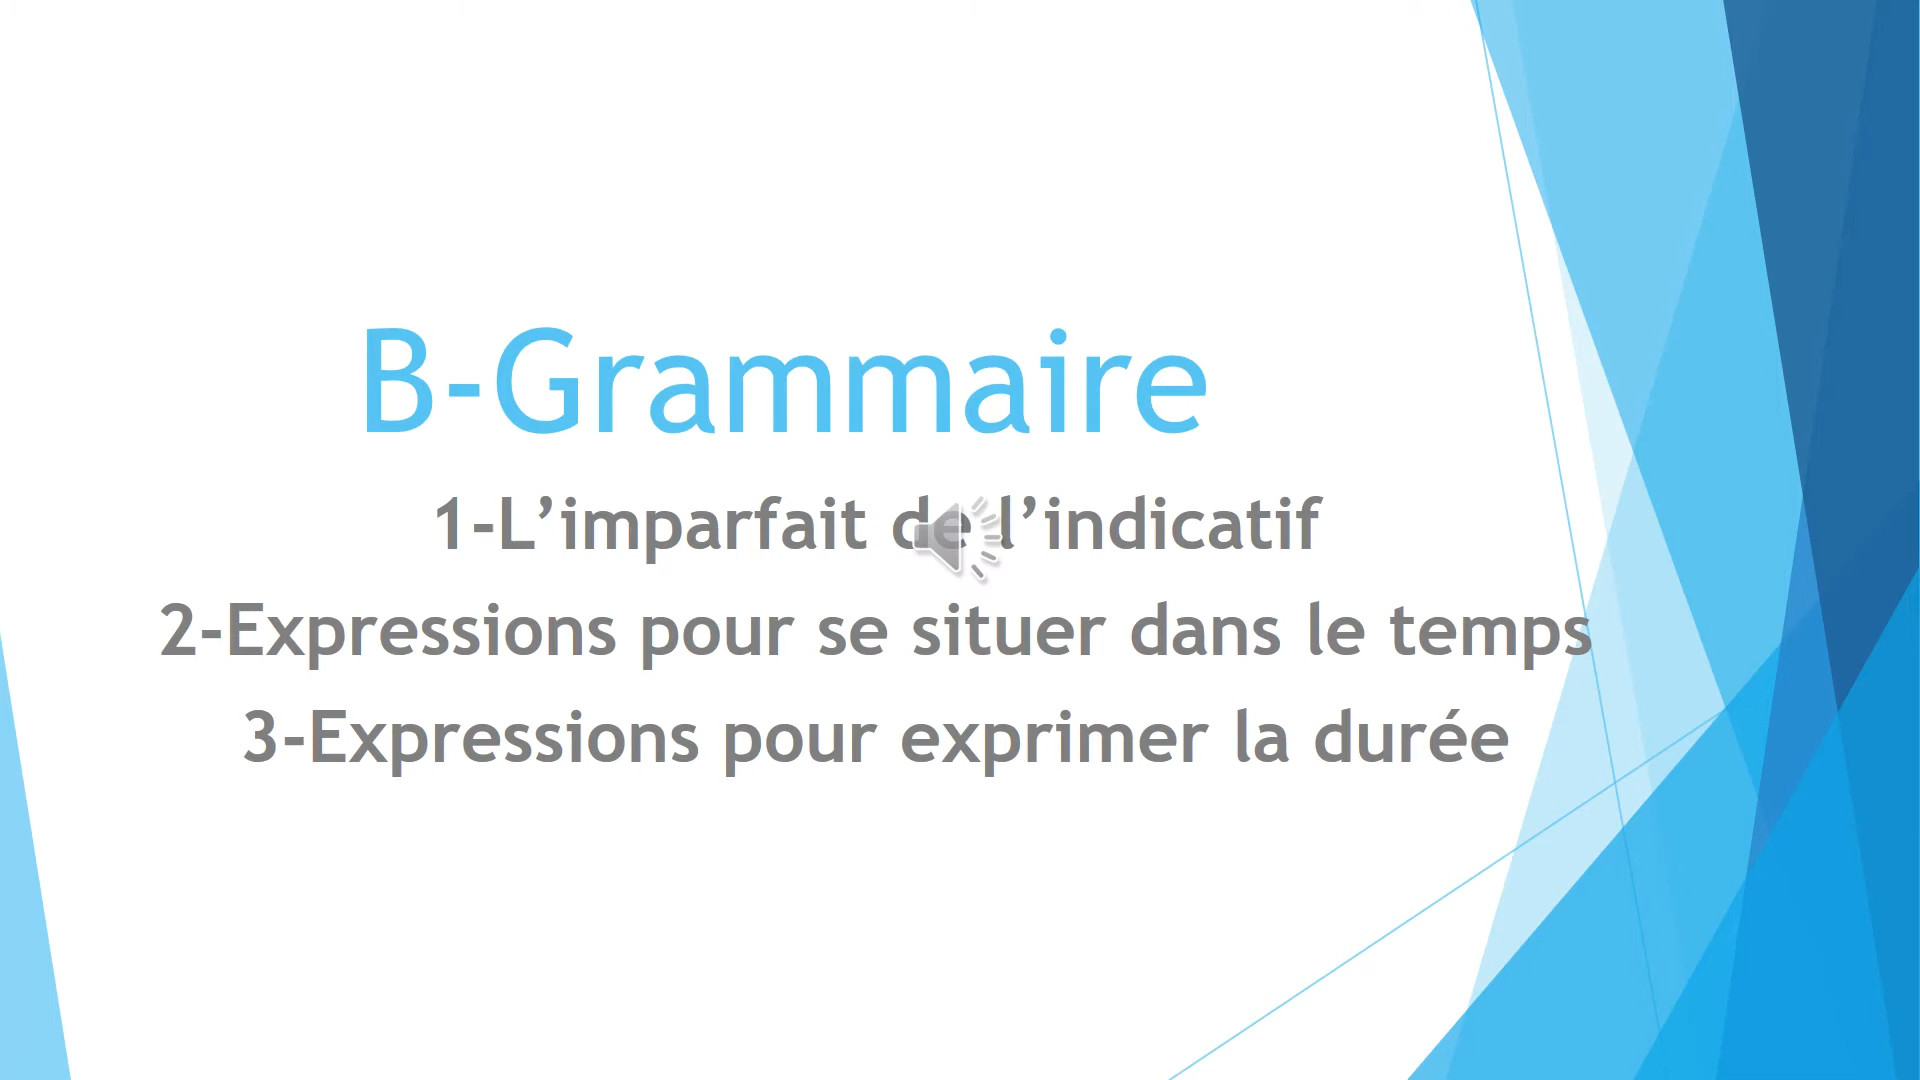 B-Grammaire
1-L’imparfait de l’indicatif
2-Expressions pour se situer dans le temps
3-Expressions pour exprimer la durée